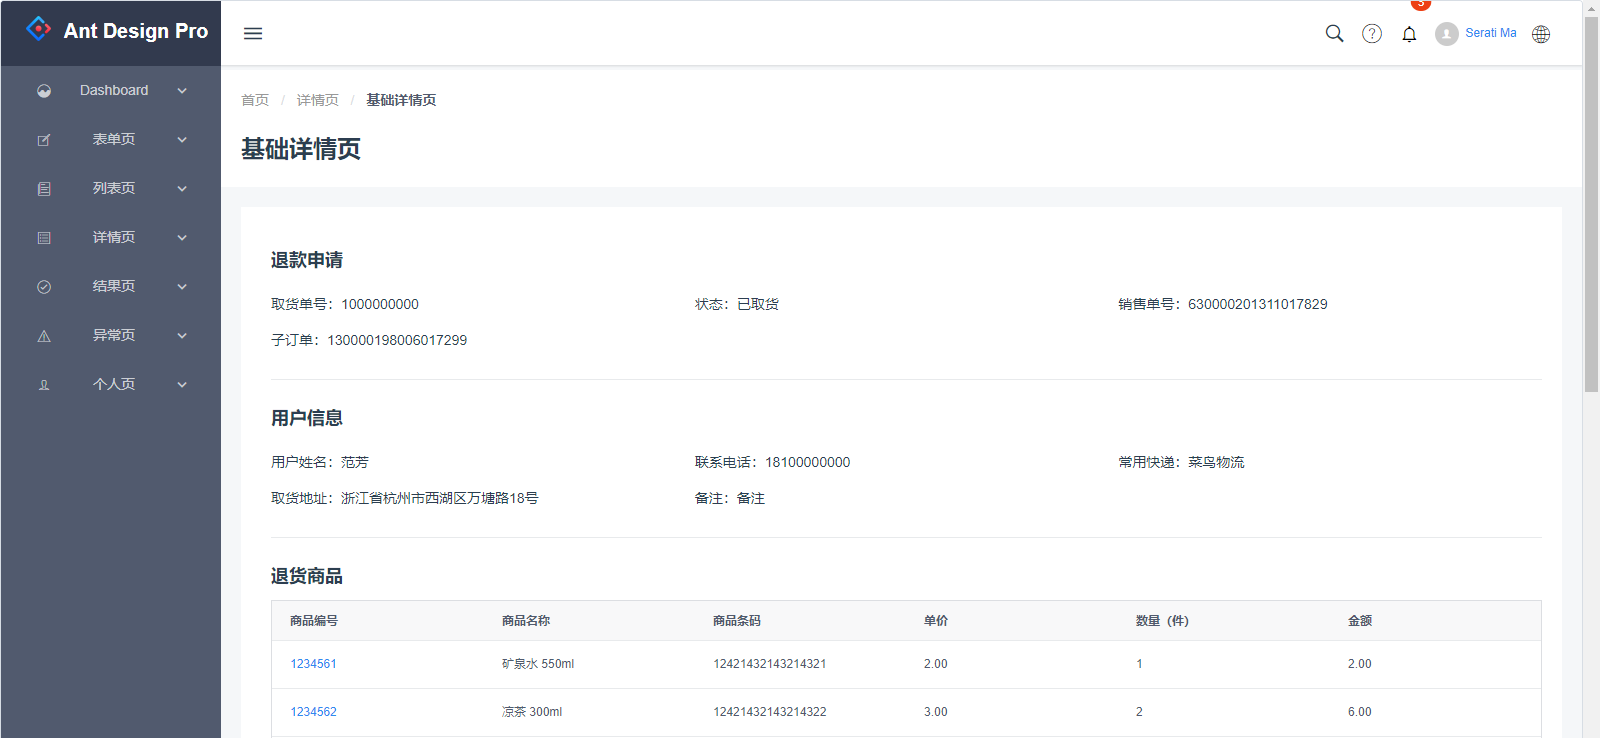 Ant Design Pro
Serati Ma
Dashboard
表单页
列表页
详情页
结果页
异常页
个人页
首页 / 详情页 / 基础详情页
基础详情页
退款申请
取货单号：1000000000 状态：已取货 销售单号：630000201311017829
子订单：130000198006017299
用户信息
用户姓名：范芳 联系电话：18100000000 常用快递：菜鸟物流
取货地址：浙江省杭州市西湖区万塘路18号 备注：备注
退货商品
商品编号 商品名称 商品条码 单价 数量（件） 金额
1234561 矿泉水 550ml 12421432143214321 2.00 1 2.00
1234562 凉茶 300ml 12421432143214322 3.00 2 6.00